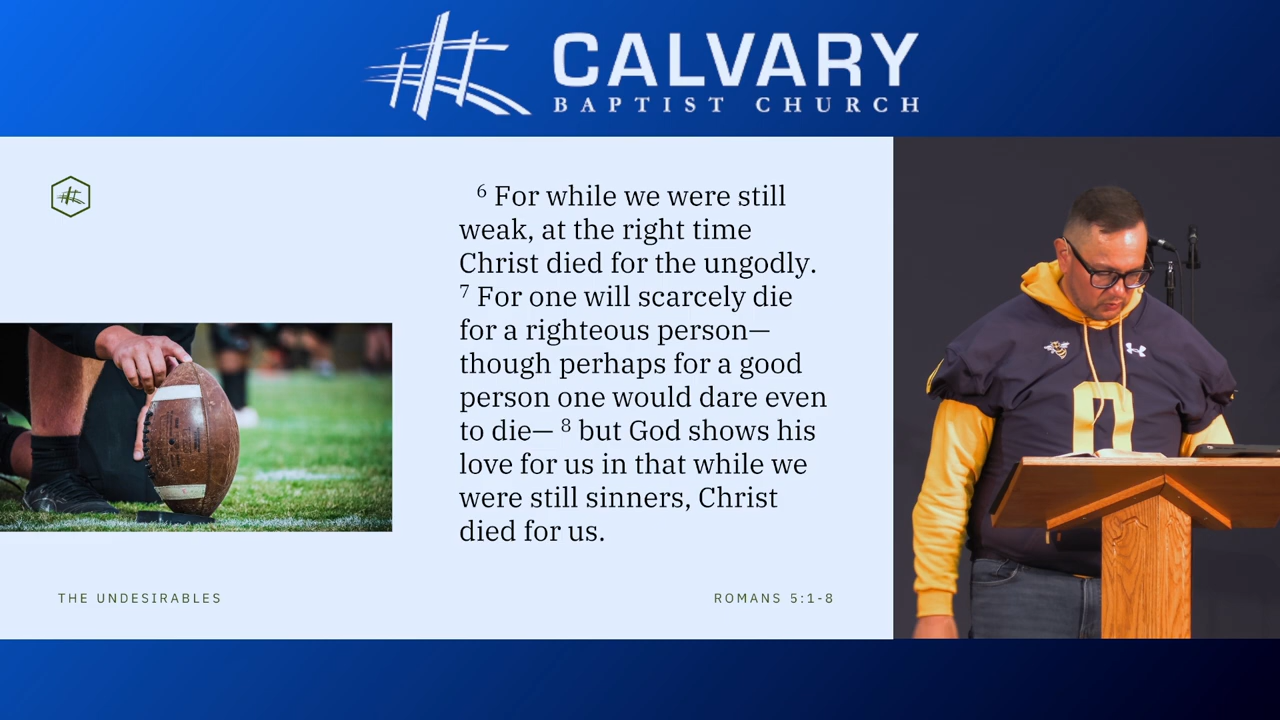 CALVARY
BAPTIST CHURCH
6 For while we were still
weak, at the right time
Christ died for the ungodly.
7 For one will scarcely die
for a righteous person—
though perhaps for a good
person one would dare even
to die— 8 but God shows his
love for us in that while we
were still sinners, Christ
died for us.
THE UNDESIRABLES
ROMANS 5:1-8